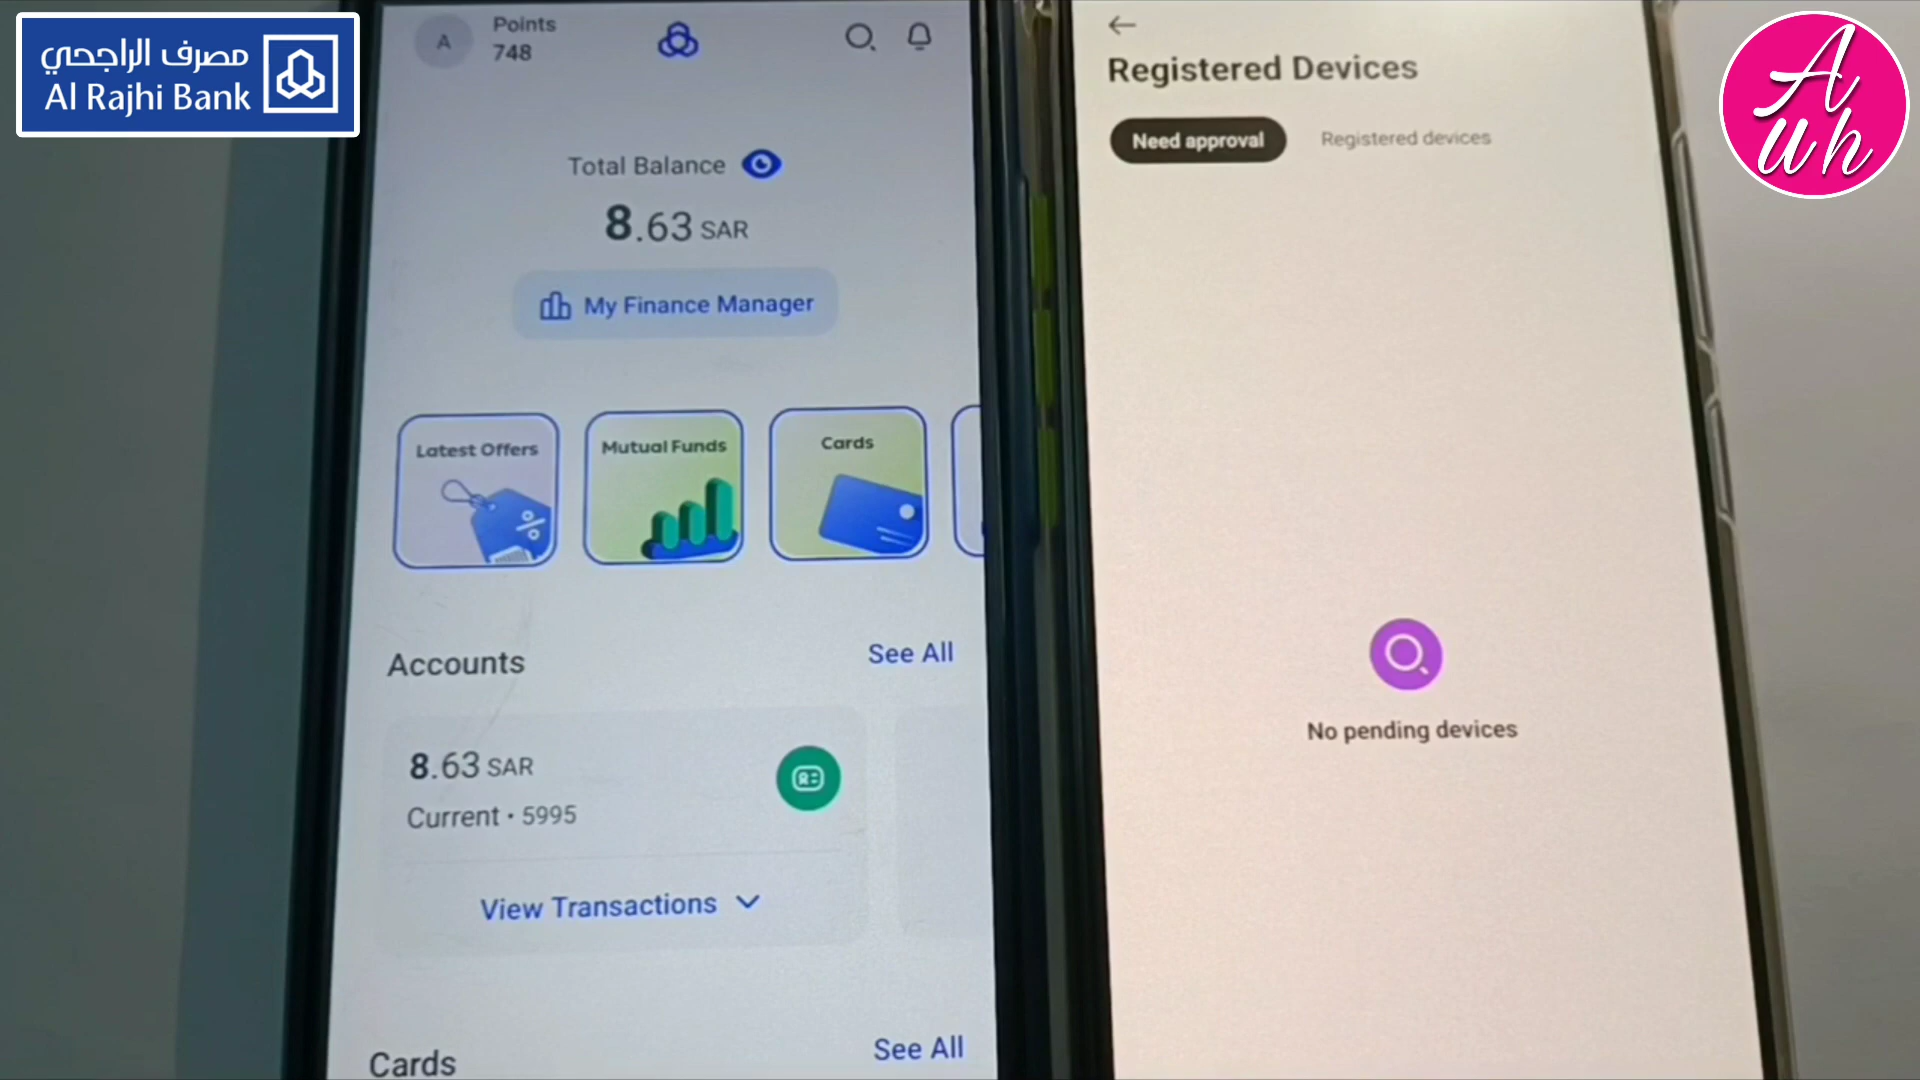 مصرف الراجحي
Al Rajhi Bank
A
Points
748
Total Balance
8.63 SAR
My Finance Manager
Latest Offers
Mutual Funds
Cards
Accounts
See All
8.63 SAR
Current • 5995
View Transactions
Cards
See All
Registered Devices
Need approval
Registered devices
No pending devices
A
uh